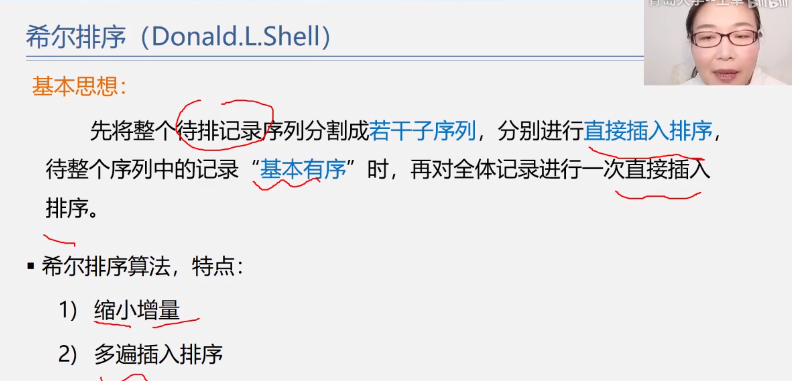 希尔排序（Donald.L.Shell）
基本思想：
先将整个待排记录序列分割成若干子序列，分别进行直接插入排序，
待整个序列中的记录“基本有序”时，再对全体记录进行一次直接插入
排序。
▪ 希尔排序算法，特点：
1) 缩小增量
2) 多遍插入排序